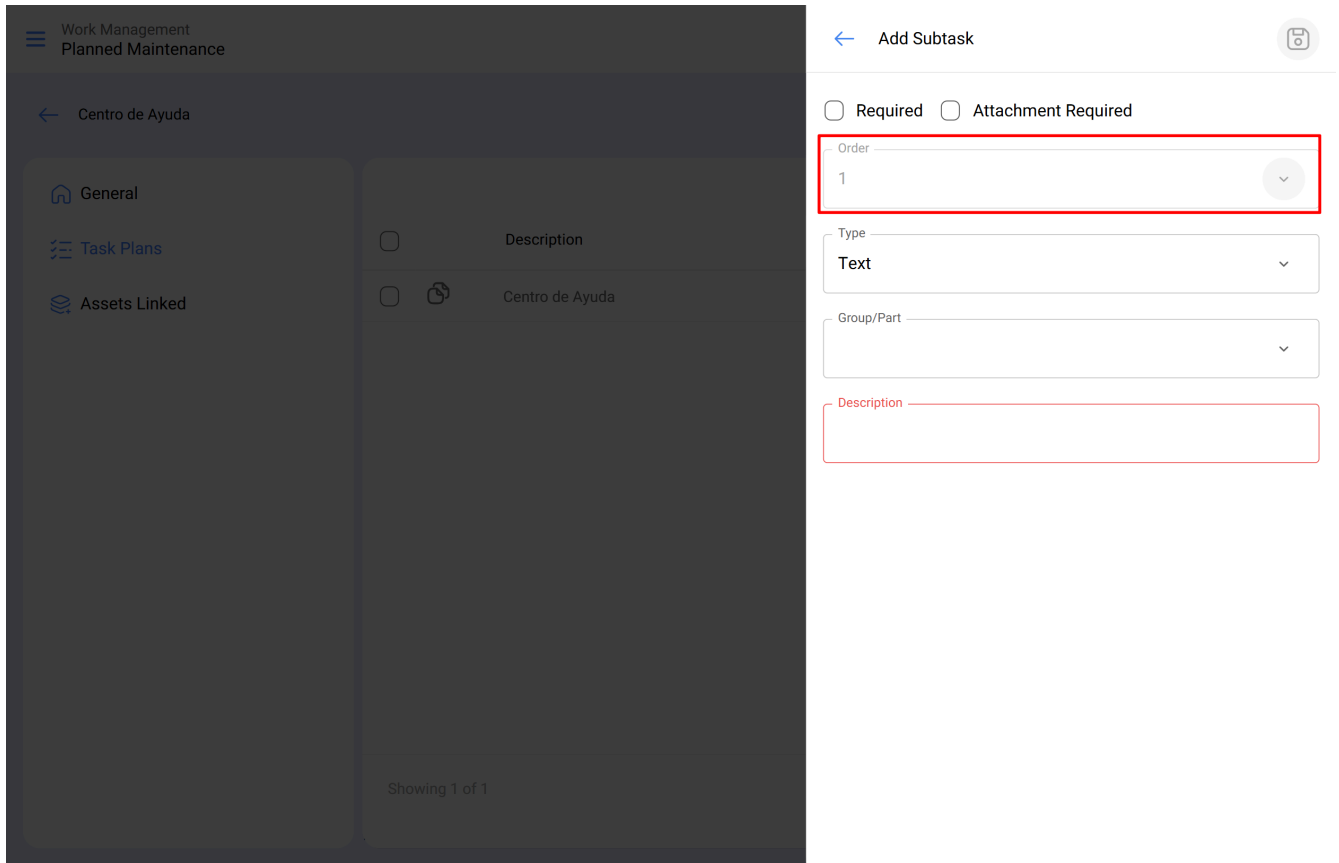 Work Management
Planned Maintenance
Centro de Ayuda
General
Task Plans
Assets Linked
Description
Centro de Ayuda
Showing 1 of 1
Add Subtask
Required Attachment Required
Order
1
Type
Text
Group/Part
Description